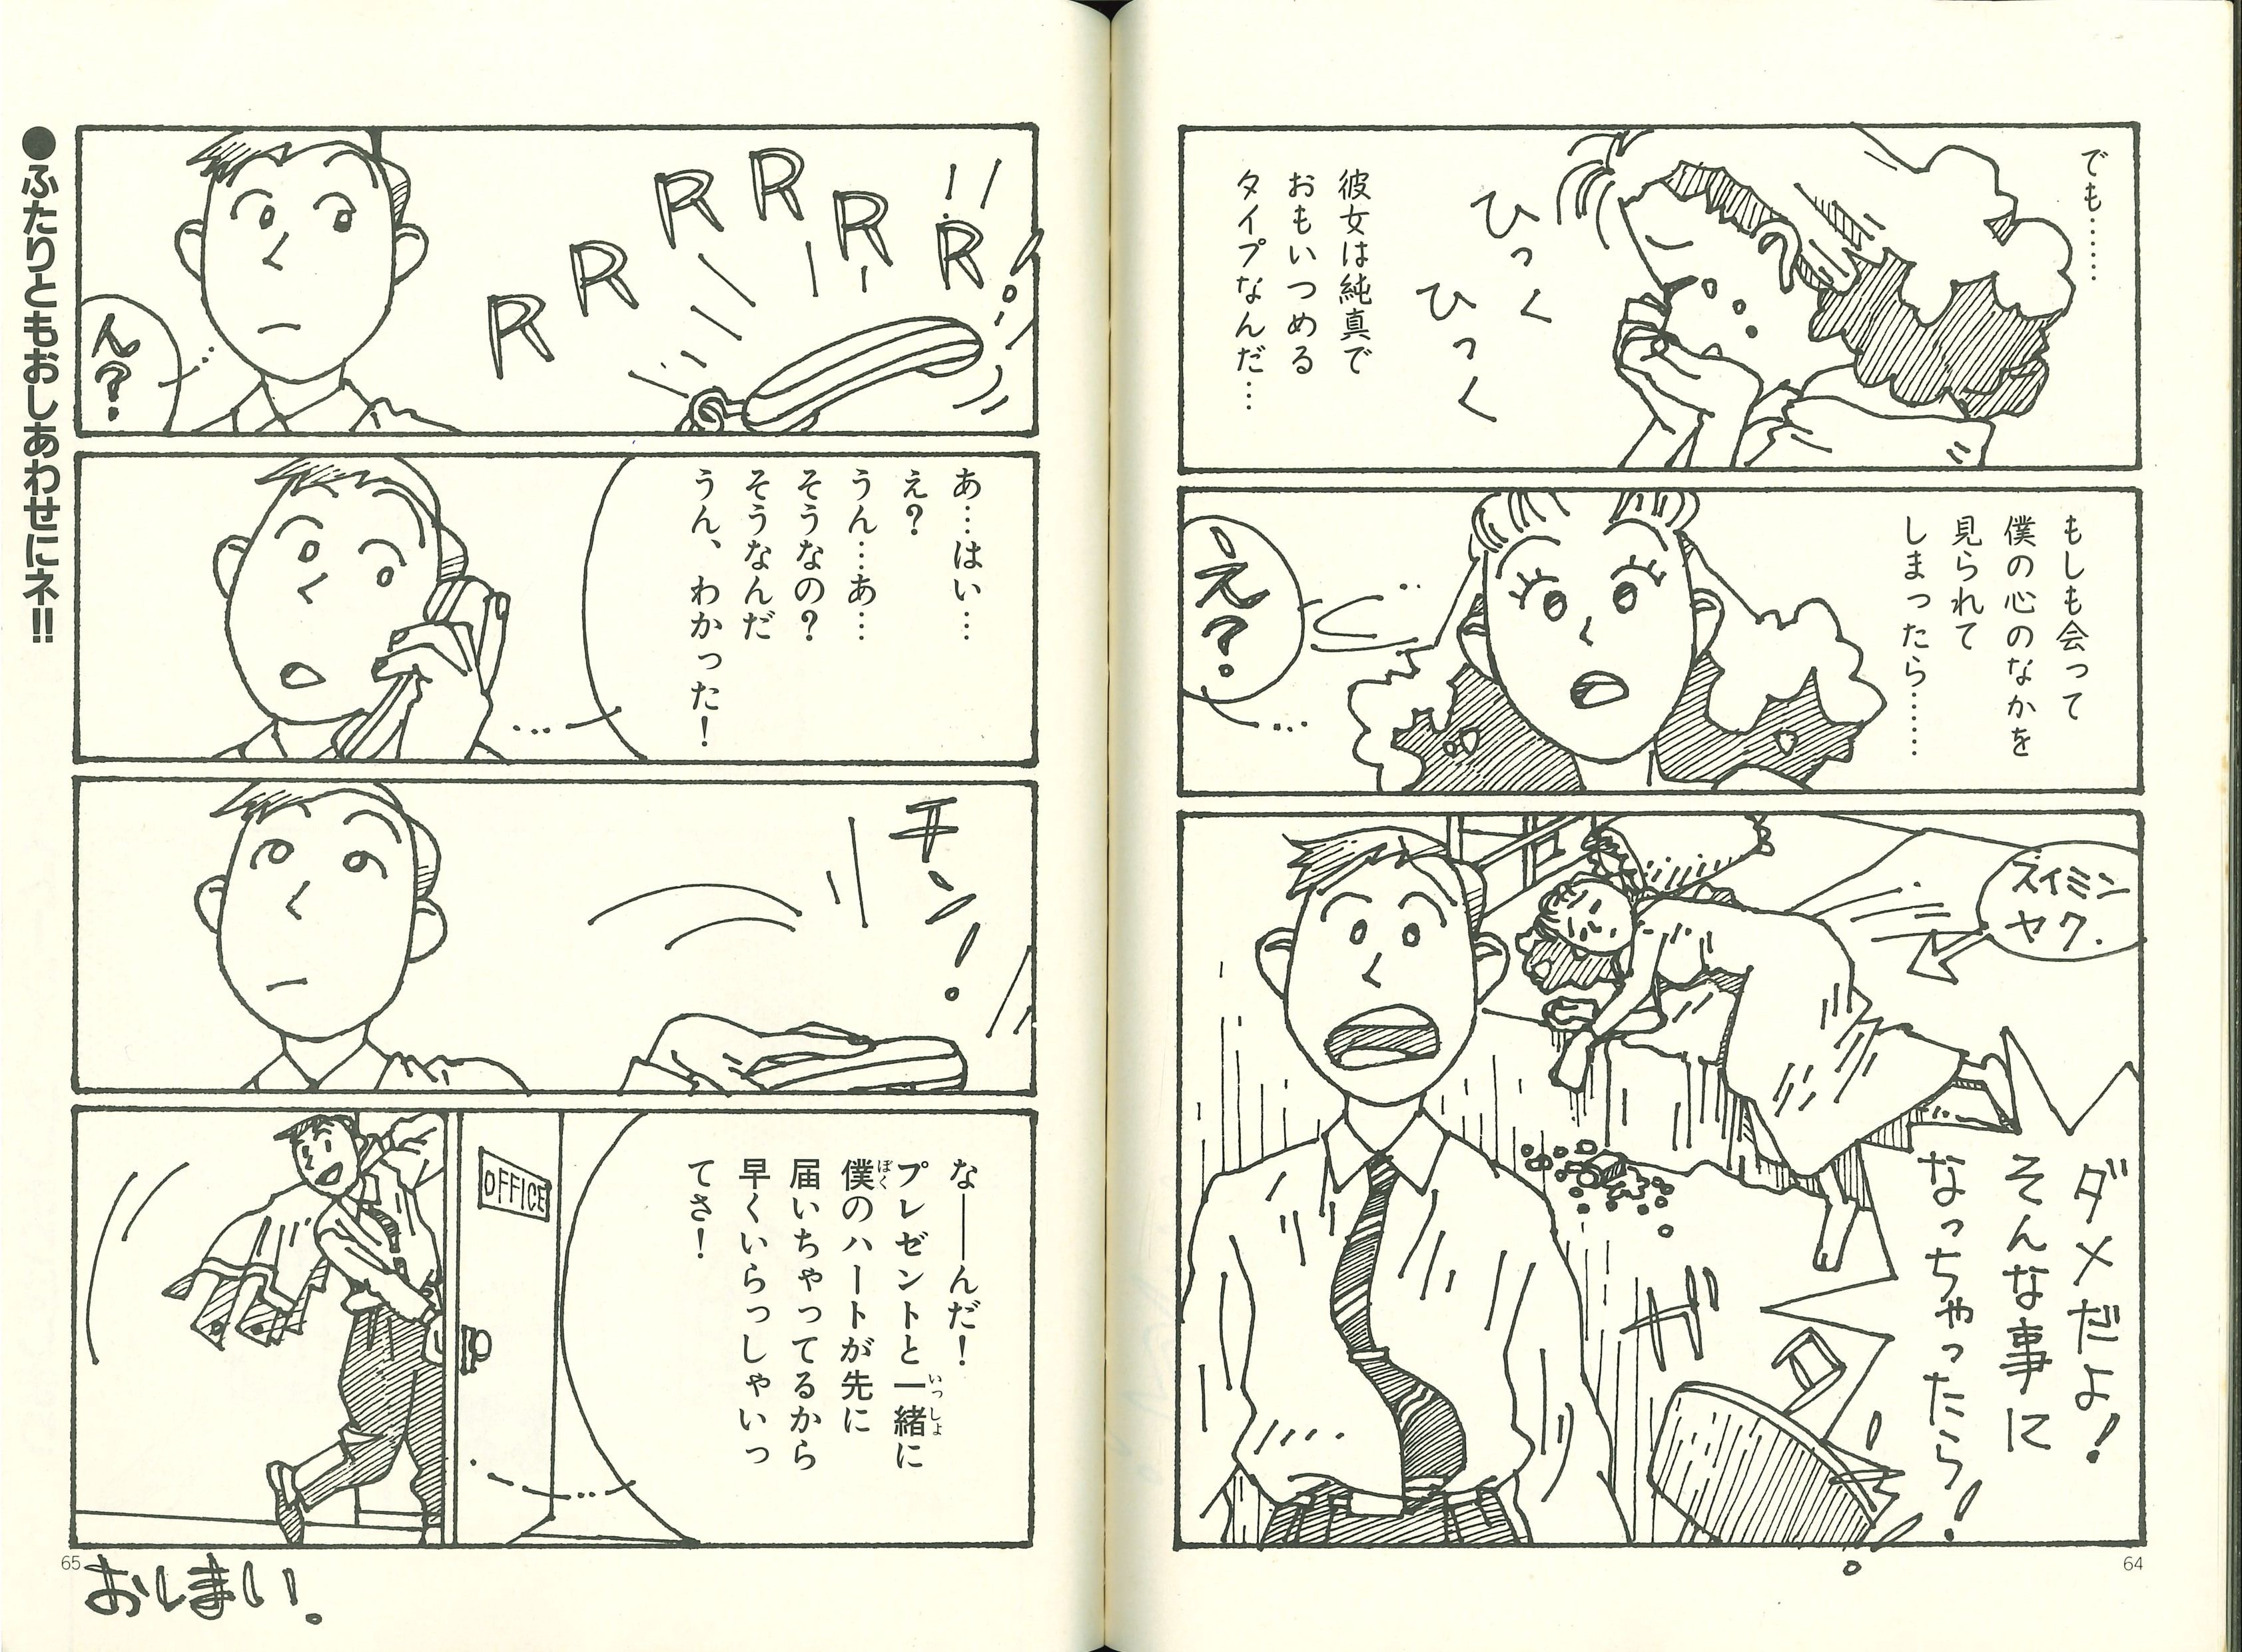 でも……
ひっく
ひっく
彼女は純真で
おもいつめる
タイプなんだ…
もしも会って
僕の心のなかを
見られて
しまったら……
え?
スイミン
ヤク.
ダメだよ!
そんな事に
なっちゃったら!
ガ
64
R
R
R
R
R
R
ん?
あ…はい…
え?
うん…あ…
そうなの?
そうなんだ
うん、わかった!
チン!
な――んだ!
プレゼントと一緒に
いっしょ
僕のハートが先に
ぼく
届いちゃってるから
早くいらっしゃいっ
てさ!
OFFICE
●ふたりともおしあわせにネ!!
65
おしまい。